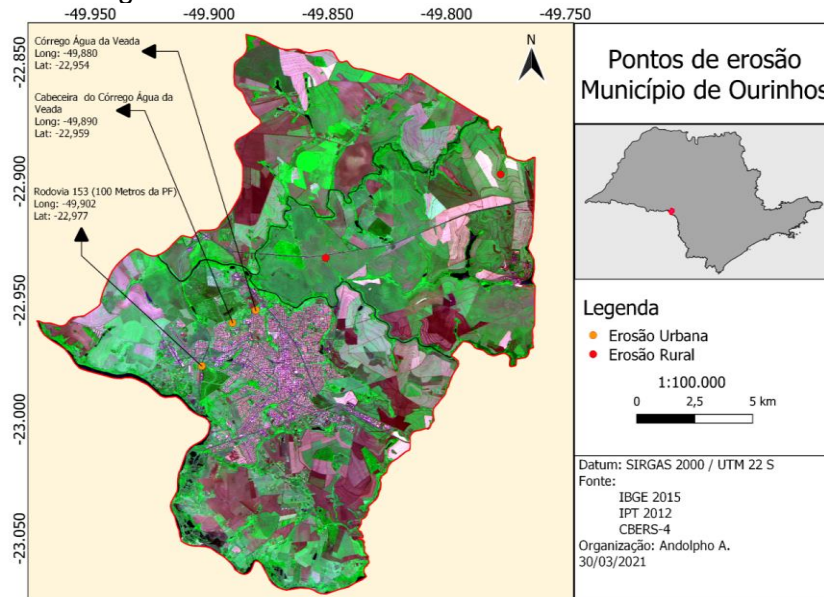 -49.950
-49.900
-49.850
-49.800
-49.750
-22.850
-22.900
-22.950
-23.000
-23.050
Córrego Água da Veada
Long: -49,880
Lat: -22,954
Cabeceira do Córrego Água da
Veada
Long: -49,890
Lat: -22,959
Rodovia 153 (100 Metros da PF)
Long: -49,902
Lat: -22,977
N
Pontos de erosão
Município de Ourinhos
Legenda
Erosão Urbana
Erosão Rural
1:100.000
0 2,5 5 km
Datum: SIRGAS 2000 / UTM 22 S
Fonte:
IBGE 2015
IPT 2012
CBERS-4
Organização: Andolpho A.
30/03/2021